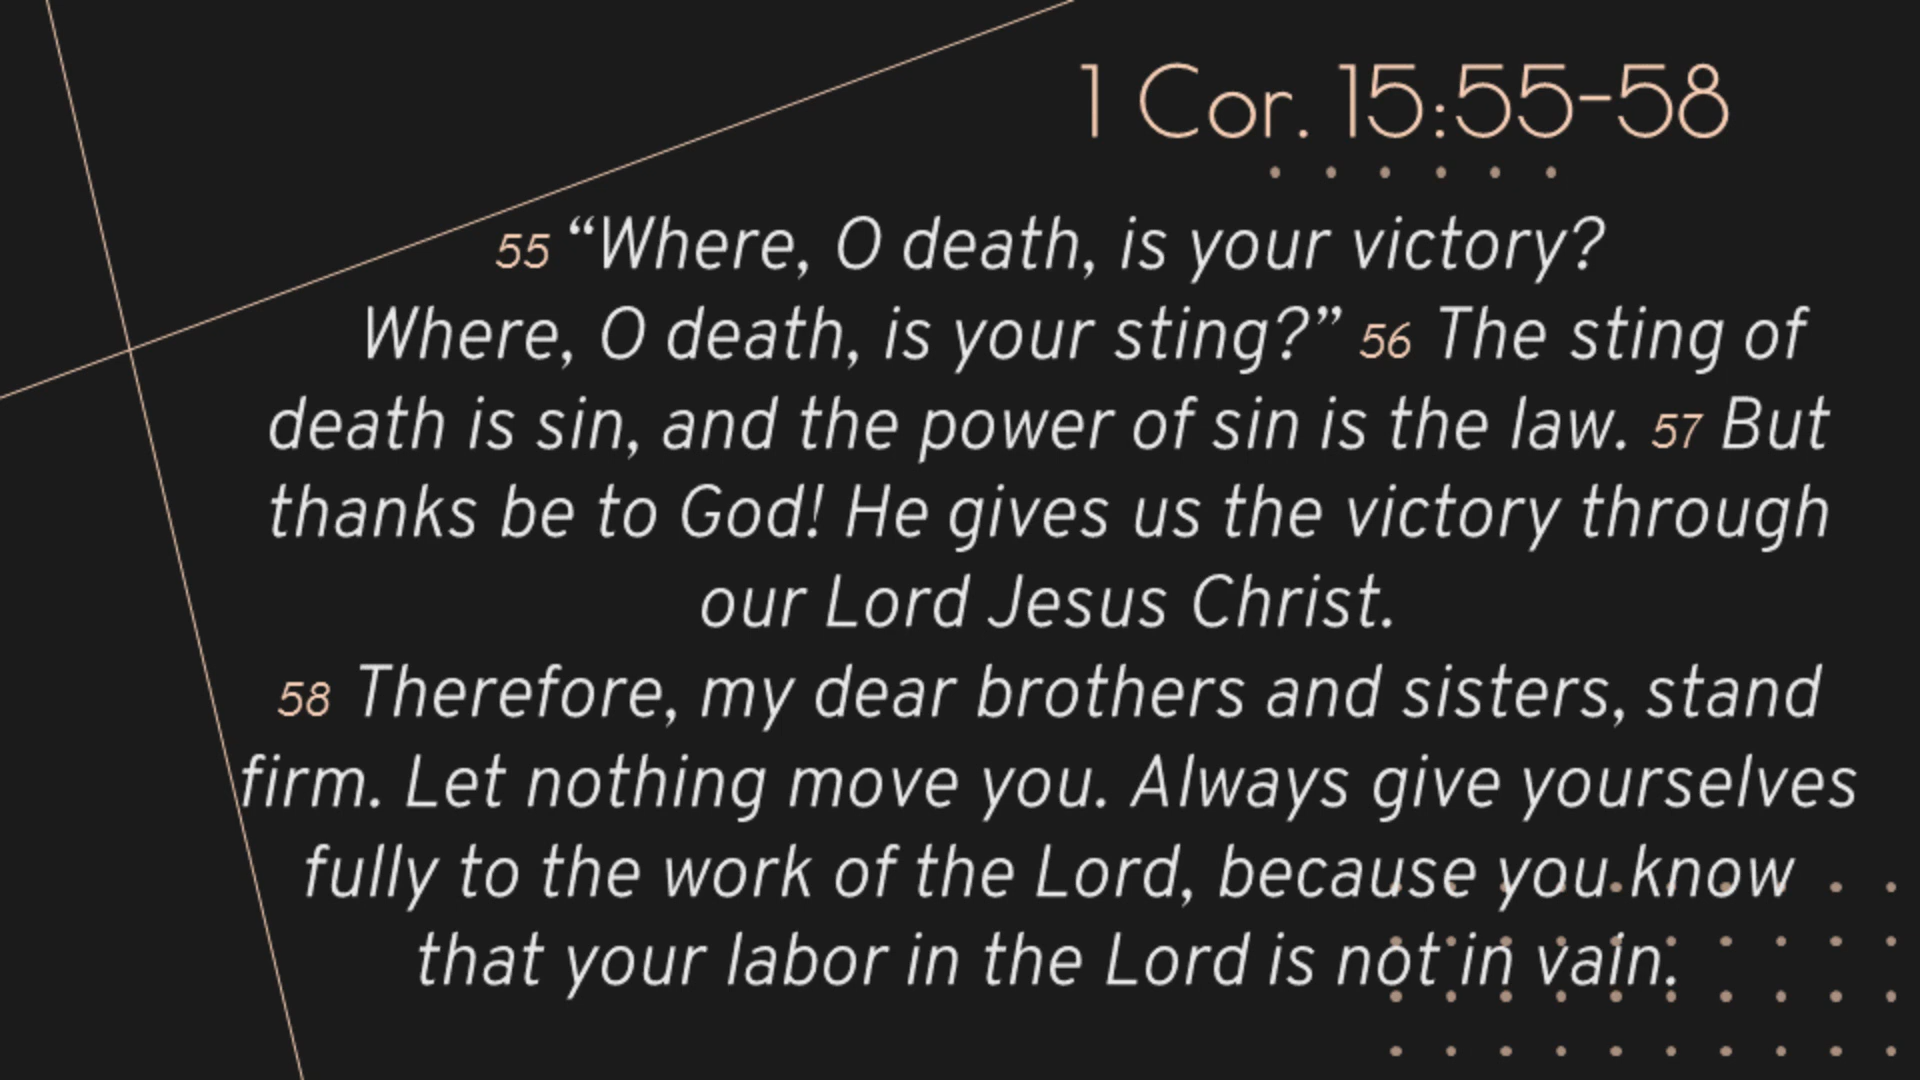 1 Cor. 15:55-58
55 “Where, O death, is your victory?
Where, O death, is your sting?” 56 The sting of
death is sin, and the power of sin is the law. 57 But
thanks be to God! He gives us the victory through
our Lord Jesus Christ.
58 Therefore, my dear brothers and sisters, stand
firm. Let nothing move you. Always give yourselves
fully to the work of the Lord, because you know
that your labor in the Lord is not in vain.